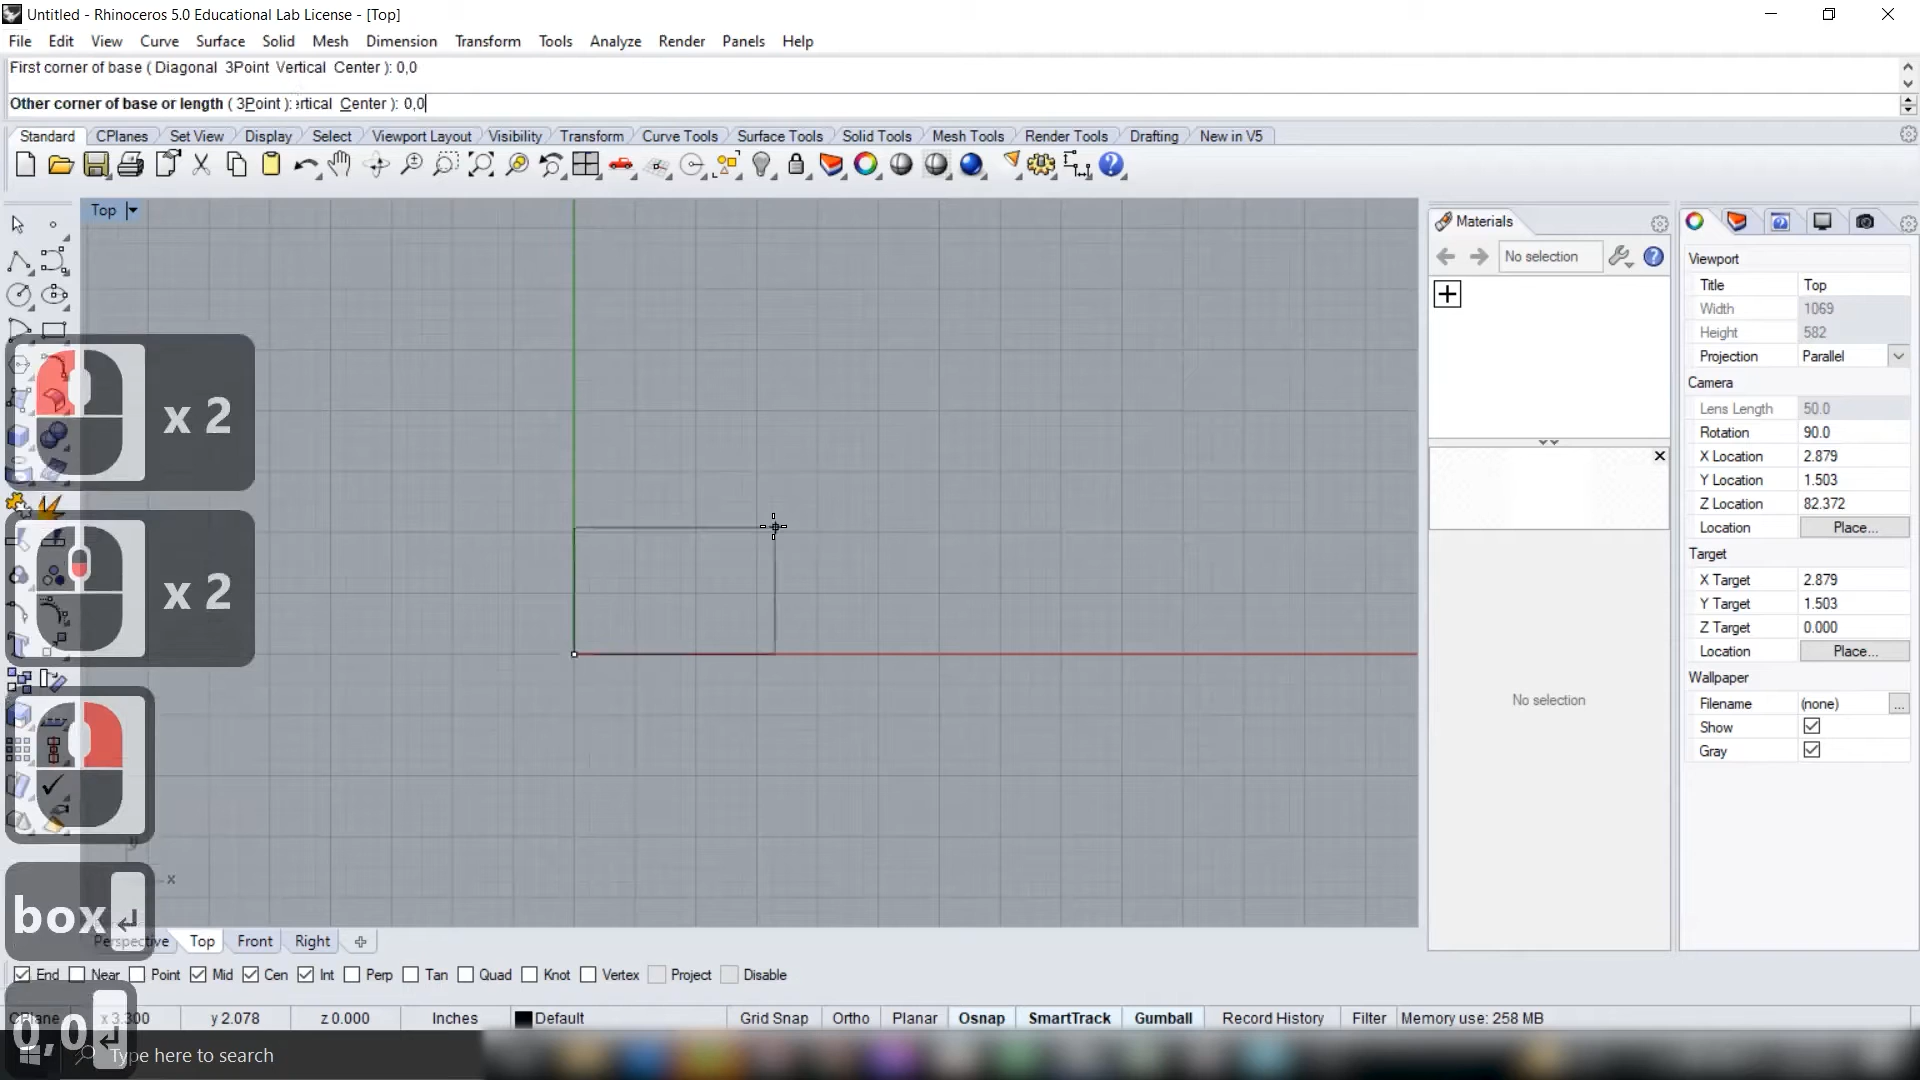 Untitled - Rhinoceros 5.0 Educational Lab License - [Top]
File Edit View Curve Surface Solid Mesh Dimension Transform Tools Analyze Render Panels Help
First corner of base ( Diagonal 3Point Vertical Center ): 0,0
Other corner of base or length ( 3Point ): ertical Center ): 0,0
Standard CPlanes Set View Display Select Viewport Layout Visibility Transform Curve Tools Surface Tools Solid Tools Mesh Tools Render Tools Drafting New in V5
Top
Materials
No selection
Viewport
Title Top
Width 1069
Height 582
Projection Parallel
Camera
Lens Length 50.0
Rotation 90.0
X Location 2.879
Y Location 1.503
Z Location 82.372
Location Place...
Target
X Target 2.879
Y Target 1.503
Z Target 0.000
Location Place...
Wallpaper
Filename (none) ...
Show
Gray
No selection
x 2
x 2
y
x
box
Perspective Top Front Right
End Near Point Mid Cen Int Perp Tan Quad Knot Vertex Project Disable
CPlane x 3.300 y 2.078 z 0.000 Inches Default Grid Snap Ortho Planar Osnap SmartTrack Gumball Record History Filter Memory use: 258 MB
0,0
Type here to search